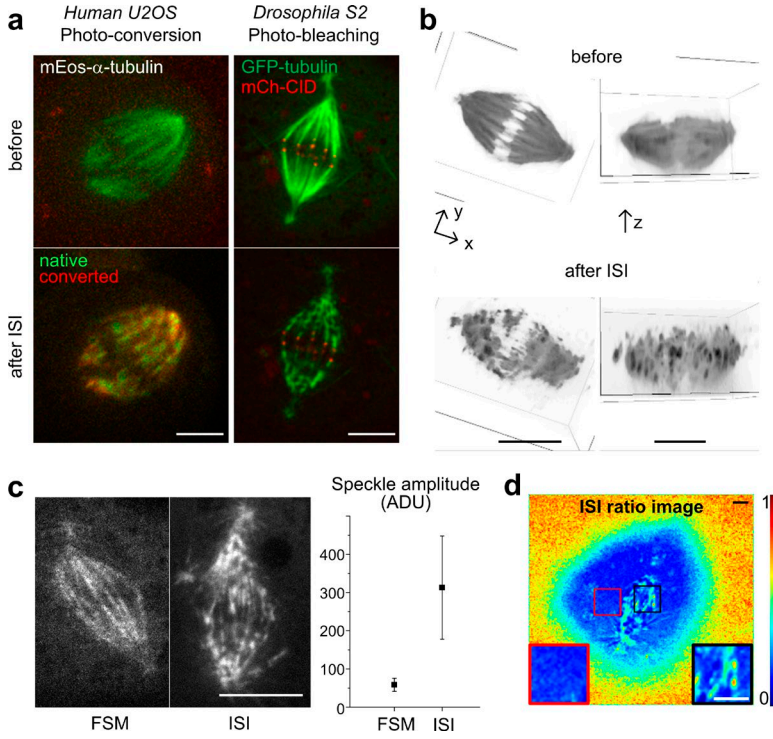 a
Human U2OS
Photo-conversion
Drosophila S2
Photo-bleaching
before
mEos-α-tubulin
GFP-tubulin
mCh-CID
after ISI
native
converted
b
before
y
x
z
after ISI
c
FSM
ISI
Speckle amplitude
(ADU)
400
300
200
100
0
FSM
ISI
d
ISI ratio image
1
0